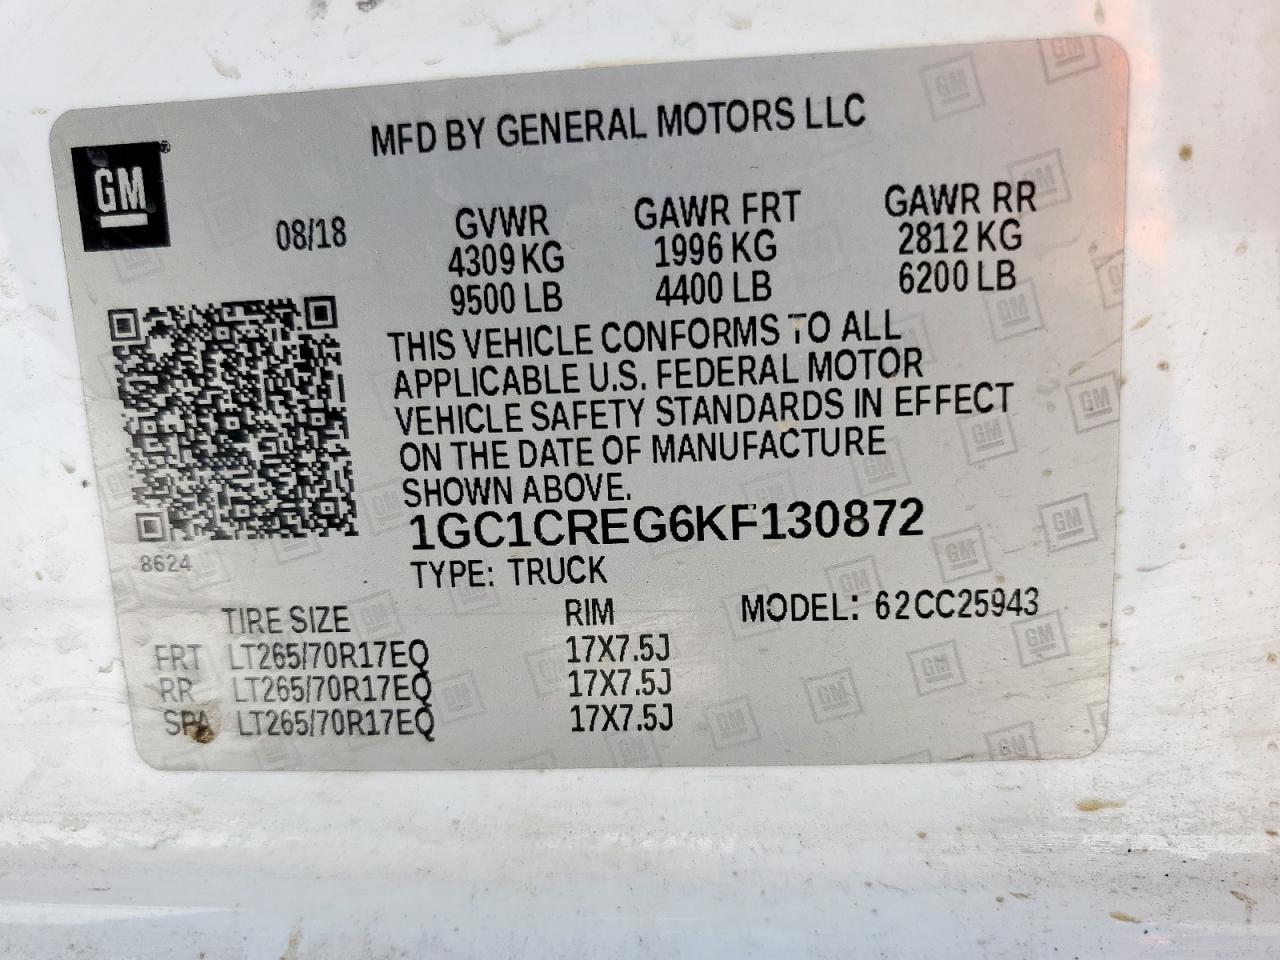 MFD BY GENERAL MOTORS LLC
GM
08/18 GVWR GAWR FRT GAWR RR
4309 KG 1996 KG 2812 KG
9500 LB 4400 LB 6200 LB
THIS VEHICLE CONFORMS TO ALL
APPLICABLE U.S. FEDERAL MOTOR
VEHICLE SAFETY STANDARDS IN EFFECT
ON THE DATE OF MANUFACTURE
SHOWN ABOVE.
1GC1CREG6KF130872
8624
TYPE: TRUCK
TIRE SIZE RIM MODEL: 62CC25943
FRT LT265/70R17EQ 17X7.5J
RR LT265/70R17EQ 17X7.5J
SPA LT265/70R17EQ 17X7.5J